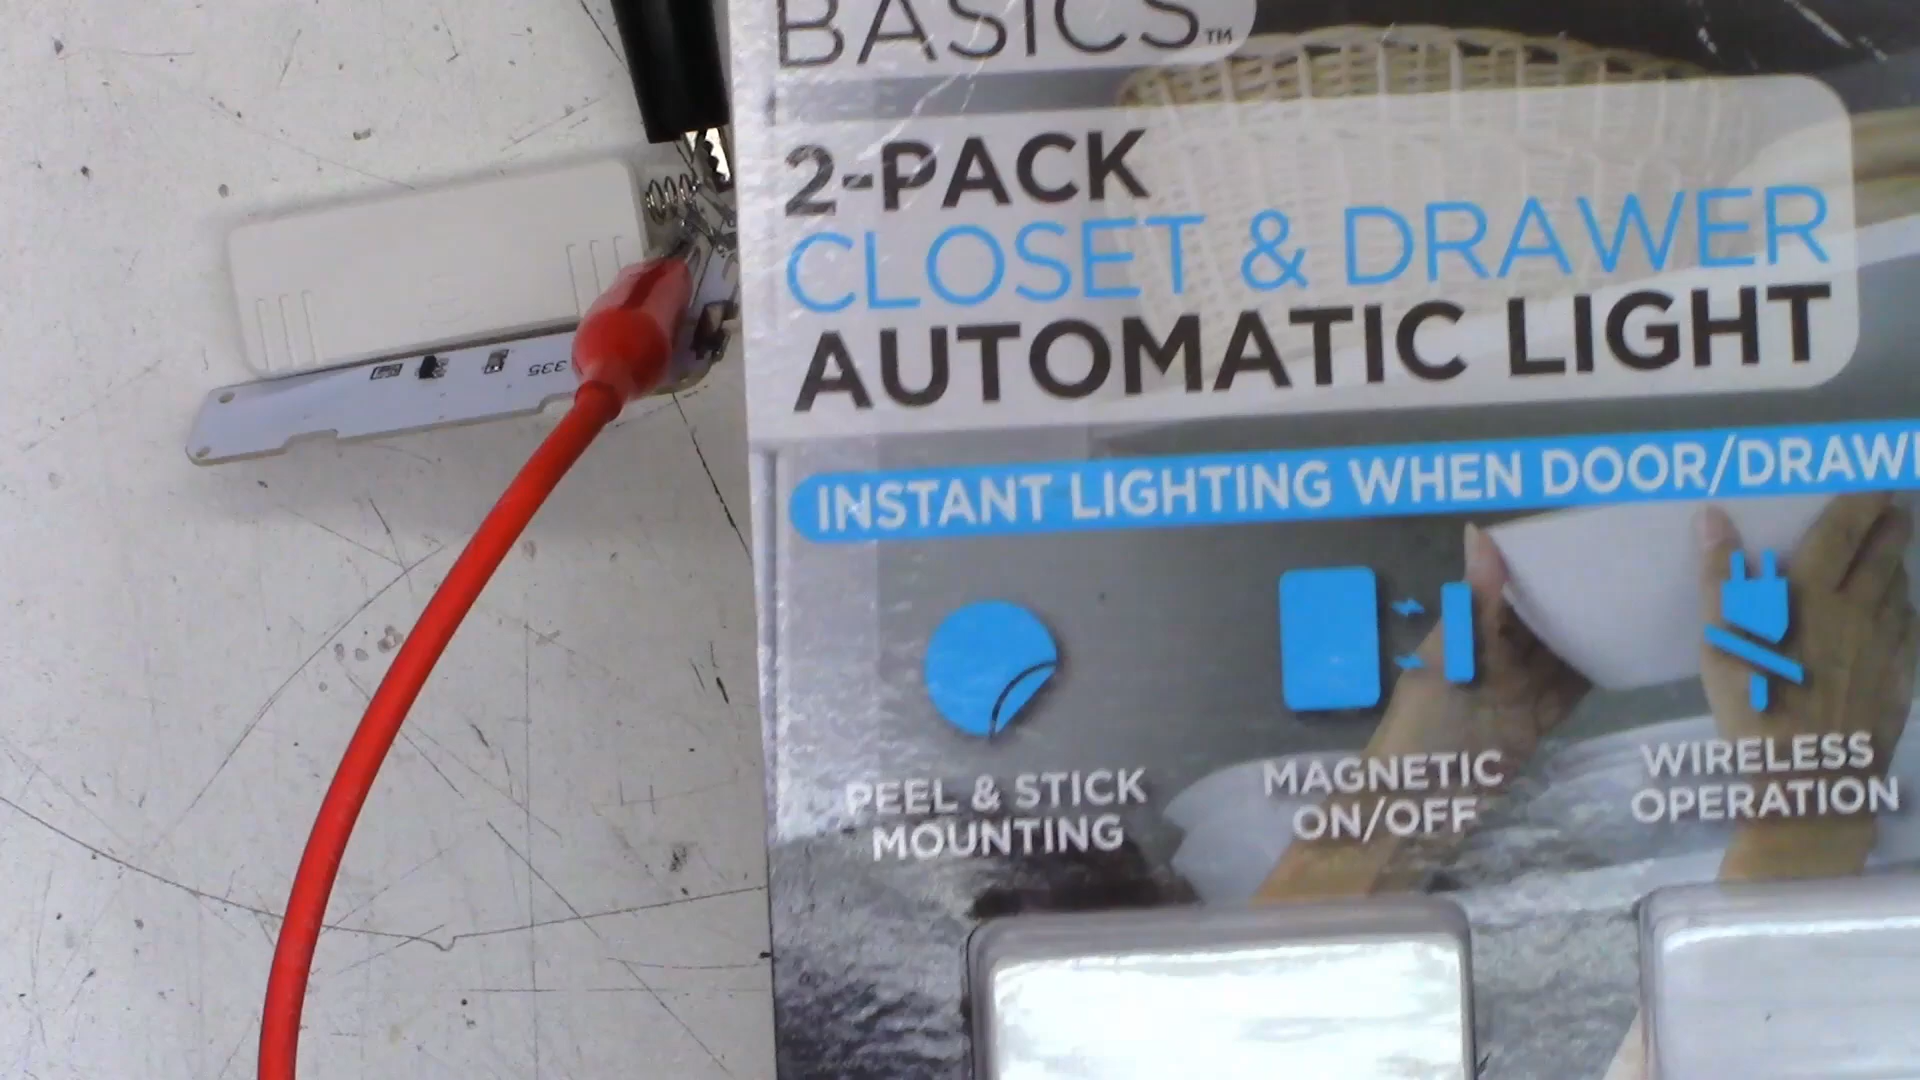 BASICS™
2-PACK
CLOSET & DRAWER
AUTOMATIC LIGHT
INSTANT LIGHTING WHEN DOOR/DRAW
PEEL & STICK
MOUNTING
MAGNETIC
ON/OFF
WIRELESS
OPERATION
335